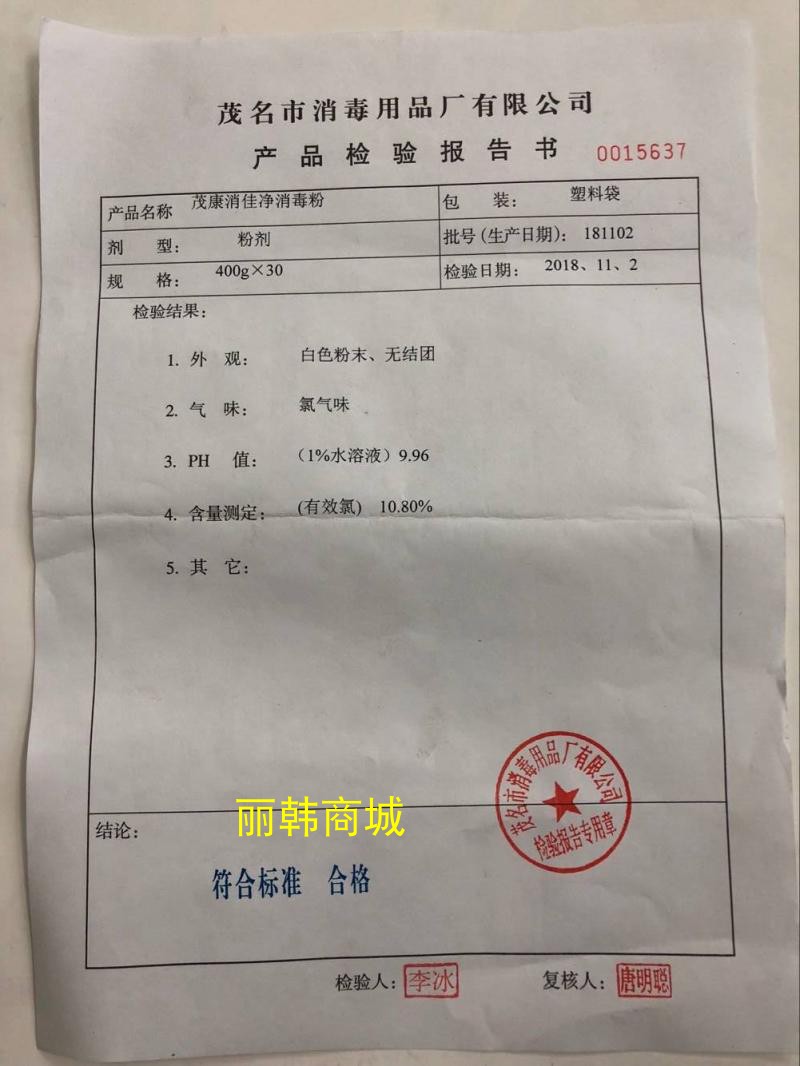 茂名市消毒用品厂有限公司
产品检验报告书 0015637
产品名称 茂康消佳净消毒粉 包 装: 塑料袋
剂 型: 粉剂 批号(生产日期): 181102
规 格: 400g×30 检验日期: 2018、11、2
检验结果:
1. 外 观: 白色粉末、无结团
2. 气 味: 氯气味
3. PH 值: (1%水溶液)9.96
4. 含量测定: (有效氯) 10.80%
5. 其 它:
茂名市消毒用品厂有限公司
检验报告专用章
结论:
丽韩商城
符合标准 合格
检验人: 李冰 复核人: 唐明聪